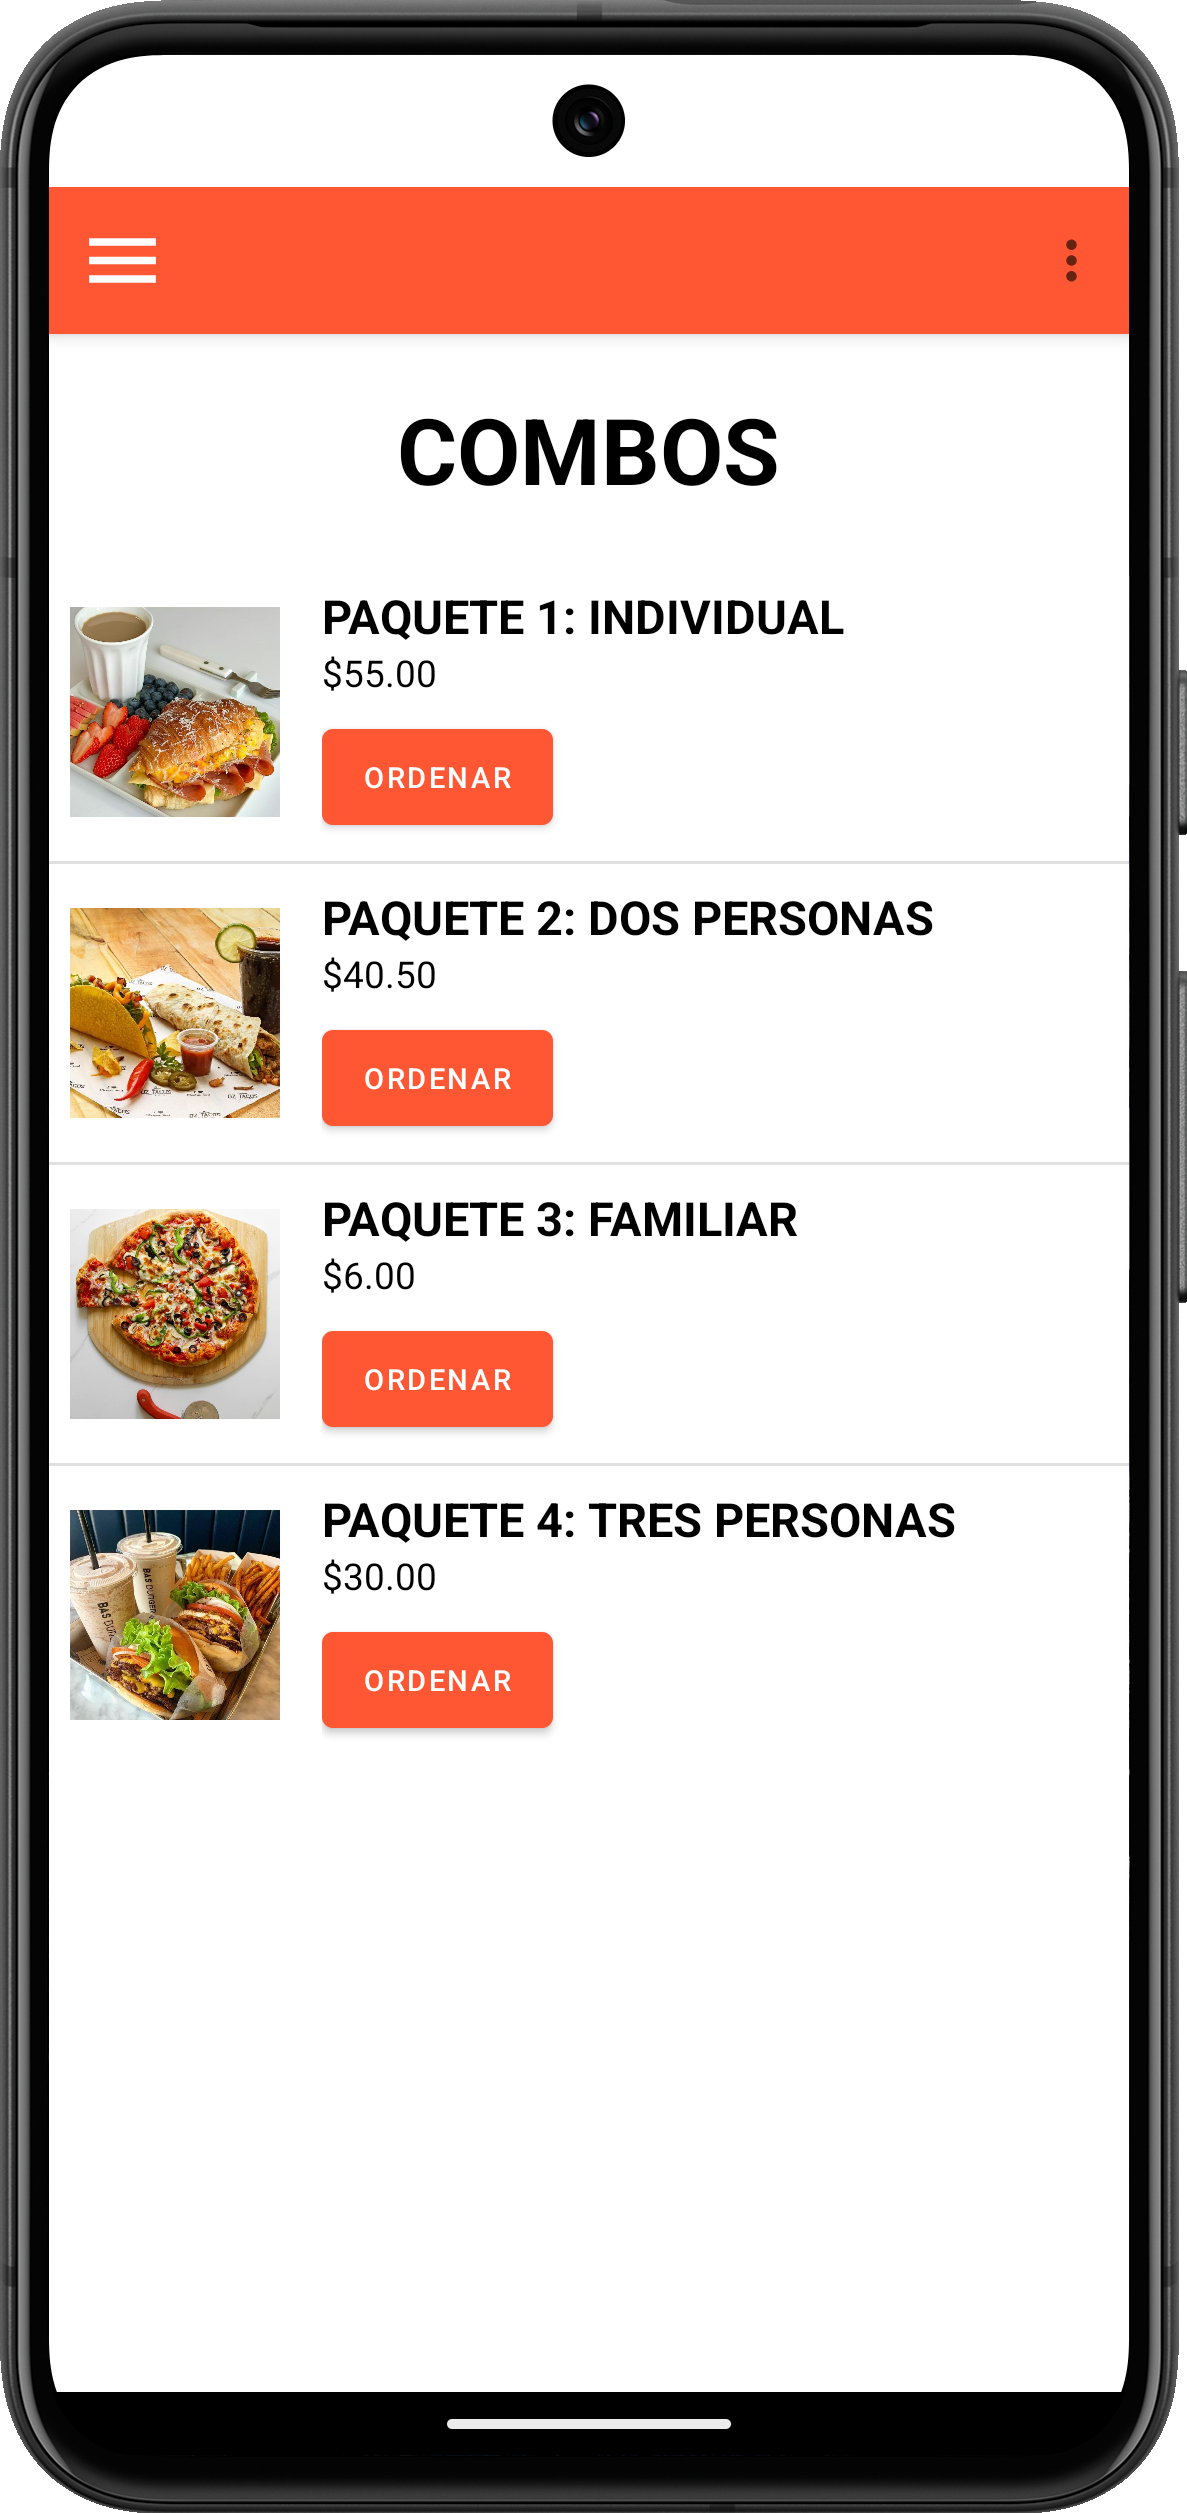 COMBOS
PAQUETE 1: INDIVIDUAL
$55.00
ORDENAR
PAQUETE 2: DOS PERSONAS
$40.50
ORDENAR
PAQUETE 3: FAMILIAR
$6.00
ORDENAR
PAQUETE 4: TRES PERSONAS
$30.00
ORDENAR